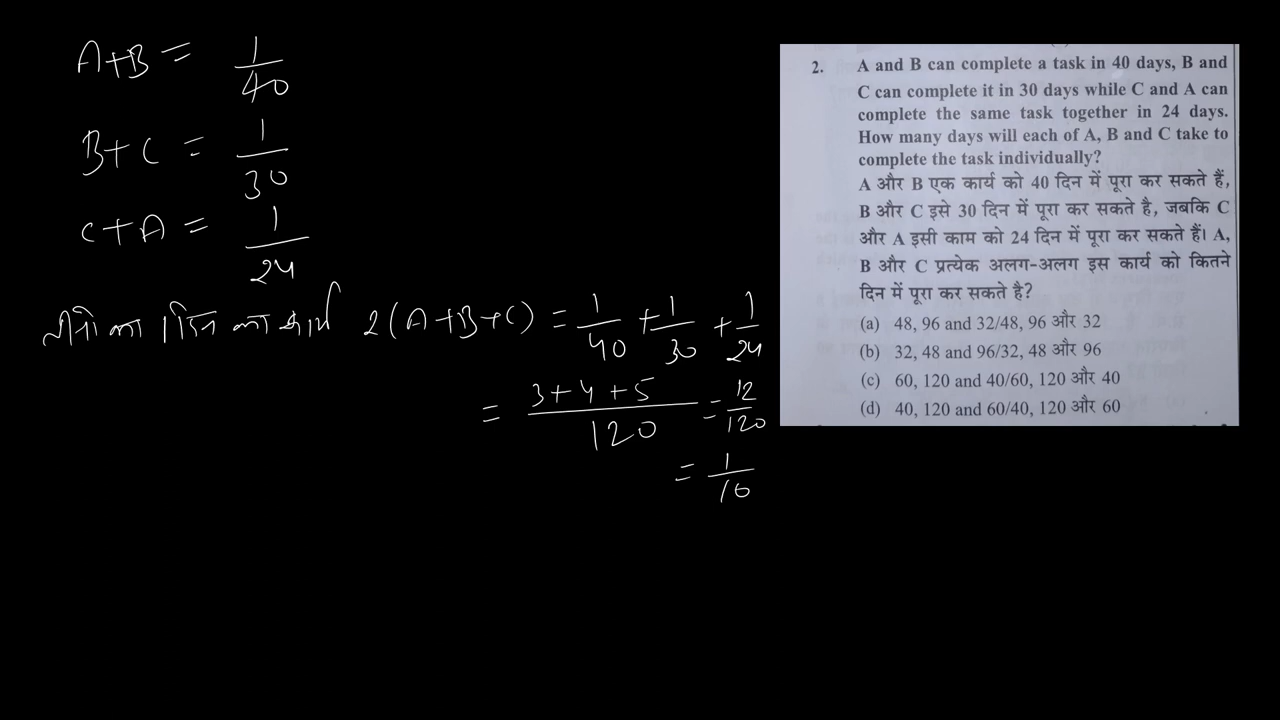 A+B = 1/40
B+C = 1/30
C+A = 1/24
तीनो का 1 दिन का कार्य 2(A+B+C) = 1/40 + 1/30 + 1/24
= 3+4+5/120 = 12/120
= 1/10
2. A and B can complete a task in 40 days, B and
C can complete it in 30 days while C and A can
complete the same task together in 24 days.
How many days will each of A, B and C take to
complete the task individually?
A और B एक कार्य को 40 दिन में पूरा कर सकते हैं,
B और C इसे 30 दिन में पूरा कर सकते है, जबकि C
और A इसी काम को 24 दिन में पूरा कर सकते हैं। A,
B और C प्रत्येक अलग-अलग इस कार्य को कितने
दिन में पूरा कर सकते है?
(a) 48, 96 and 32/48, 96 और 32
(b) 32, 48 and 96/32, 48 और 96
(c) 60, 120 and 40/60, 120 और 40
(d) 40, 120 and 60/40, 120 और 60